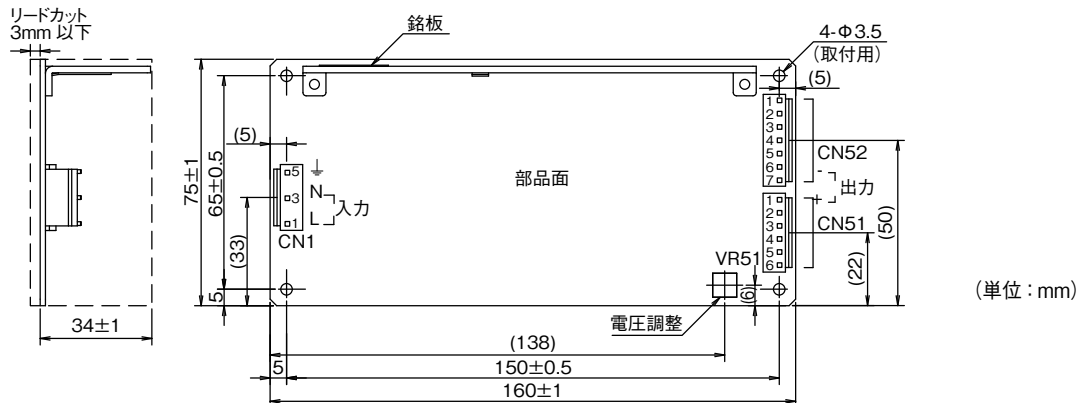 リードカット
3mm 以下
銘板
4-Φ3.5
(取付用)
(5)
(5)
75±1
65±0.5
(33)
5
5
3
1
N
L
入力
CN1
部品面
1
2
3
4
5
6
7
CN52
-
+
出力
1
2
3
4
5
6
CN51
(50)
(22)
VR51
(6)
電圧調整
(単位：mm)
34±1
(138)
5
150±0.5
160±1